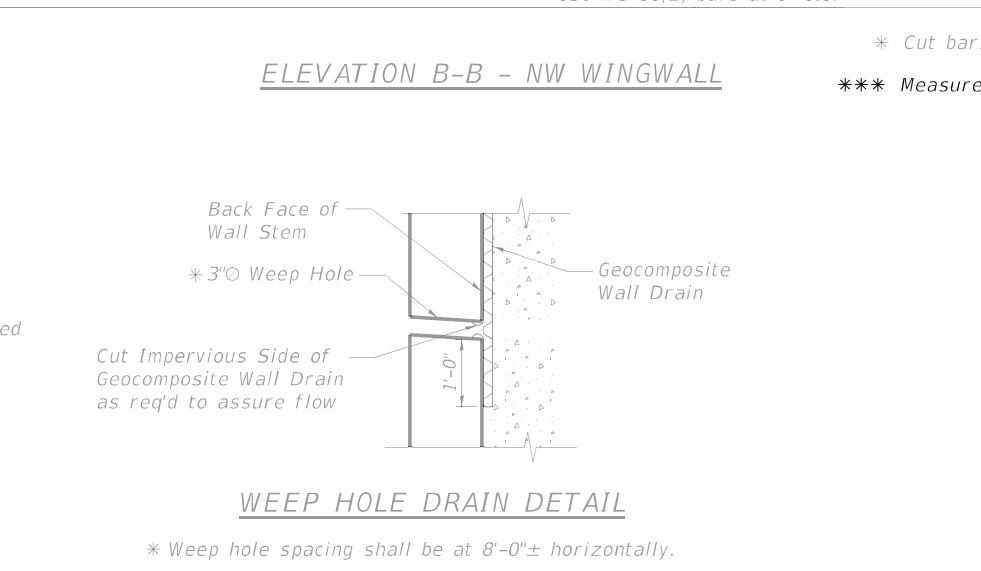 ELEVATION B-B - NW WINGWALL
✳ Cut bar
✳✳✳ Measure
Back Face of
Wall Stem
✳ 3"∅ Weep Hole
Geocomposite
Wall Drain
ed
Cut Impervious Side of
Geocomposite Wall Drain
as req'd to assure flow
1'-0"
WEEP HOLE DRAIN DETAIL
✳ Weep hole spacing shall be at 8'-0"± horizontally.